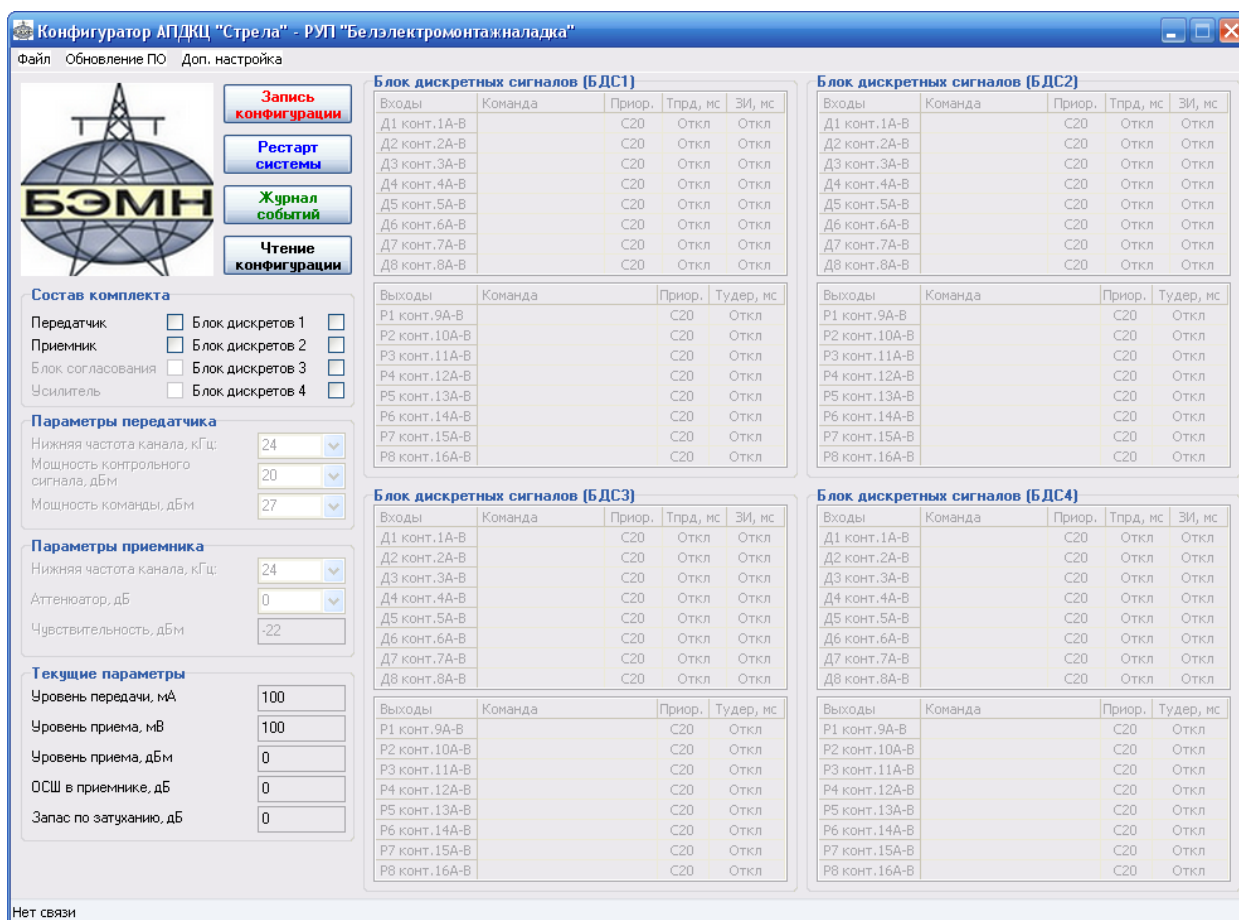 Конфигуратор АПДКЦ "Стрела" - РУП "Белэлектромонтажналадка"
Файл Обновление ПО Доп. настройка
БЭМН
Запись
конфигурации
Рестарт
системы
Журнал
событий
Чтение
конфигурации
Состав комплекта
Передатчик Блок дискретов 1
Приемник Блок дискретов 2
Блок согласования Блок дискретов 3
Усилитель Блок дискретов 4
Параметры передатчика
Нижняя частота канала, кГц: 24
Мощность контрольного
сигнала, дБм 20
Мощность команды, дБм 27
Параметры приемника
Нижняя частота канала, кГц: 24
Аттенюатор, дБ 0
Чувствительность, дБм -22
Текущие параметры
Уровень передачи, мА 100
Уровень приема, мВ 100
Уровень приема, дБм 0
ОСШ в приемнике, дБ 0
Запас по затуханию, дБ 0
Блок дискретных сигналов (БДС1)
Входы Команда Приор. Тпрд, мс ЗИ, мс
Д1 конт.1А-В С20 Откл Откл
Д2 конт.2А-В С20 Откл Откл
Д3 конт.3А-В С20 Откл Откл
Д4 конт.4А-В С20 Откл Откл
Д5 конт.5А-В С20 Откл Откл
Д6 конт.6А-В С20 Откл Откл
Д7 конт.7А-В С20 Откл Откл
Д8 конт.8А-В С20 Откл Откл
Выходы Команда Приор. Тудер, мс
Р1 конт.9А-В С20 Откл
Р2 конт.10А-В С20 Откл
Р3 конт.11А-В С20 Откл
Р4 конт.12А-В С20 Откл
Р5 конт.13А-В С20 Откл
Р6 конт.14А-В С20 Откл
Р7 конт.15А-В С20 Откл
Р8 конт.16А-В С20 Откл
Блок дискретных сигналов (БДС2)
Входы Команда Приор. Тпрд, мс ЗИ, мс
Д1 конт.1А-В С20 Откл Откл
Д2 конт.2А-В С20 Откл Откл
Д3 конт.3А-В С20 Откл Откл
Д4 конт.4А-В С20 Откл Откл
Д5 конт.5А-В С20 Откл Откл
Д6 конт.6А-В С20 Откл Откл
Д7 конт.7А-В С20 Откл Откл
Д8 конт.8А-В С20 Откл Откл
Выходы Команда Приор. Тудер, мс
Р1 конт.9А-В С20 Откл
Р2 конт.10А-В С20 Откл
Р3 конт.11А-В С20 Откл
Р4 конт.12А-В С20 Откл
Р5 конт.13А-В С20 Откл
Р6 конт.14А-В С20 Откл
Р7 конт.15А-В С20 Откл
Р8 конт.16А-В С20 Откл
Блок дискретных сигналов (БДС3)
Входы Команда Приор. Тпрд, мс ЗИ, мс
Д1 конт.1А-В С20 Откл Откл
Д2 конт.2А-В С20 Откл Откл
Д3 конт.3А-В С20 Откл Откл
Д4 конт.4А-В С20 Откл Откл
Д5 конт.5А-В С20 Откл Откл
Д6 конт.6А-В С20 Откл Откл
Д7 конт.7А-В С20 Откл Откл
Д8 конт.8А-В С20 Откл Откл
Выходы Команда Приор. Тудер, мс
Р1 конт.9А-В С20 Откл
Р2 конт.10А-В С20 Откл
Р3 конт.11А-В С20 Откл
Р4 конт.12А-В С20 Откл
Р5 конт.13А-В С20 Откл
Р6 конт.14А-В С20 Откл
Р7 конт.15А-В С20 Откл
Р8 конт.16А-В С20 Откл
Блок дискретных сигналов (БДС4)
Входы Команда Приор. Тпрд, мс ЗИ, мс
Д1 конт.1А-В С20 Откл Откл
Д2 конт.2А-В С20 Откл Откл
Д3 конт.3А-В С20 Откл Откл
Д4 конт.4А-В С20 Откл Откл
Д5 конт.5А-В С20 Откл Откл
Д6 конт.6А-В С20 Откл Откл
Д7 конт.7А-В С20 Откл Откл
Д8 конт.8А-В С20 Откл Откл
Выходы Команда Приор. Тудер, мс
Р1 конт.9А-В С20 Откл
Р2 конт.10А-В С20 Откл
Р3 конт.11А-В С20 Откл
Р4 конт.12А-В С20 Откл
Р5 конт.13А-В С20 Откл
Р6 конт.14А-В С20 Откл
Р7 конт.15А-В С20 Откл
Р8 конт.16А-В С20 Откл
Нет связи